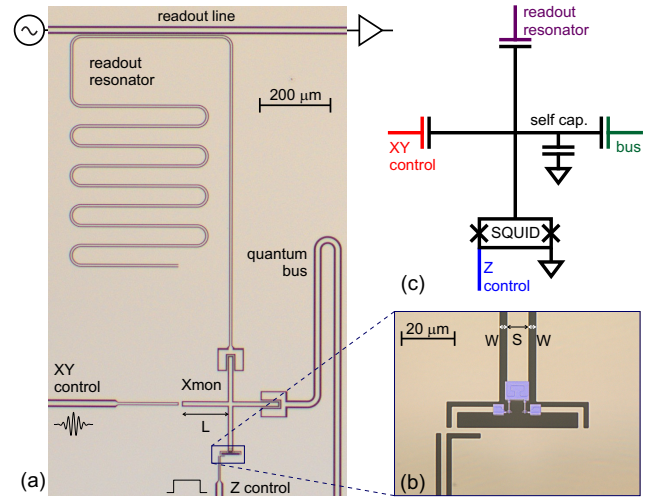 readout line
readout
resonator
200 μm
quantum
bus
XY
control
Xmon
L
Z control
(a)
readout
resonator
self cap.
XY
control
bus
SQUID
Z
control
(c)
20 μm
W S W
(b)